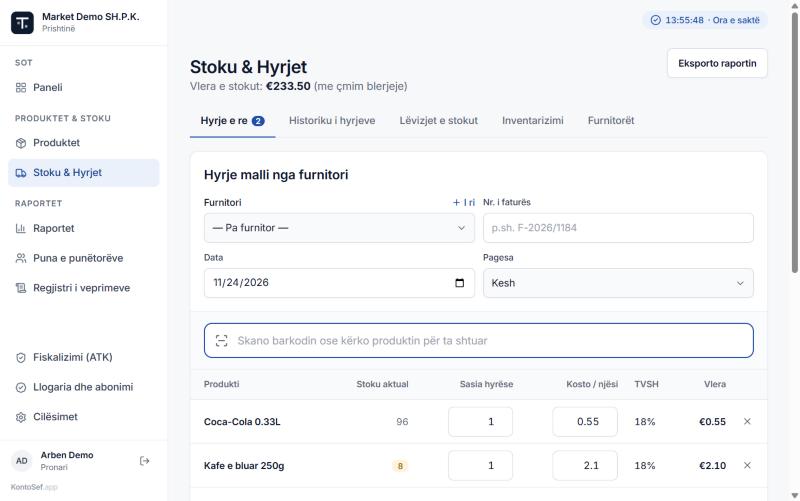 Market Demo SH.P.K.
Prishtinë
SOT
Paneli
PRODUKTET & STOKU
Produktet
Stoku & Hyrjet
RAPORTET
Raportet
Puna e punëtorëve
Regjistri i veprimeve
Fiskalizimi (ATK)
Llogaria dhe abonimi
Cilësimet
AD
Arben Demo
Pronari
KontoSef.app
13:55:48 · Ora e saktë
Stoku & Hyrjet
Vlera e stokut: €233.50 (me çmim blerjeje)
Eksporto raportin
Hyrje e re 2 Historiku i hyrjeve Lëvizjet e stokut Inventarizimi Furnitorët
Hyrje malli nga furnitori
Furnitori + I ri Nr. i faturës
— Pa furnitor — p.sh. F-2026/1184
Data Pagesa
11/24/2026 Kesh
Skano barkodin ose kërko produktin për ta shtuar
Produkti Stoku aktual Sasia hyrëse Kosto / njësi TVSH Vlera
Coca-Cola 0.33L 96 1 0.55 18% €0.55
Kafe e bluar 250g 8 1 2.1 18% €2.10